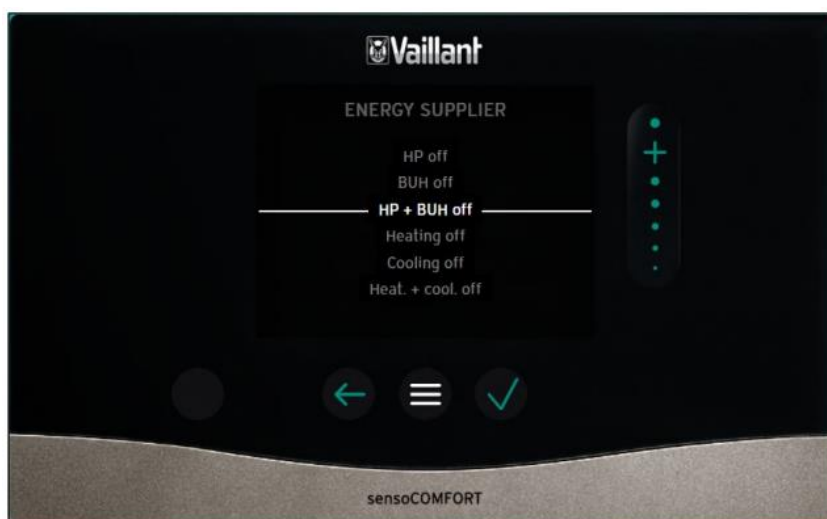 Vaillant
ENERGY SUPPLIER
HP off
BUH off
HP + BUH off
Heating off
Cooling off
Heat. + cool. off
sensoCOMFORT